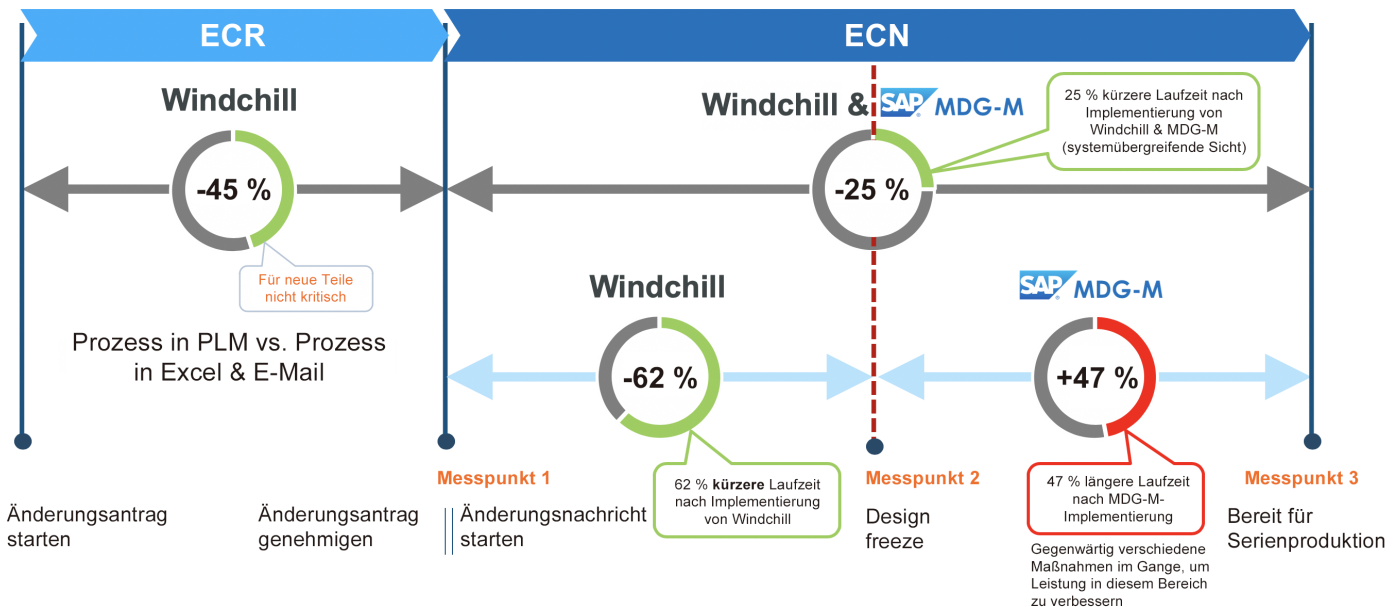 ECR
ECN
Windchill
Windchill & SAP® MDG-M
25 % kürzere Laufzeit nach
Implementierung von
Windchill & MDG-M
(systemübergreifende Sicht)
-45 %
-25 %
Für neue Teile
nicht kritisch
Windchill
SAP® MDG-M
Prozess in PLM vs. Prozess
in Excel & E-Mail
-62 %
+47 %
Messpunkt 1
62 % kürzere Laufzeit
nach Implementierung
von Windchill
Messpunkt 2
47 % längere Laufzeit
nach MDG-M-
Implementierung
Messpunkt 3
Änderungsantrag
starten
Änderungsantrag
genehmigen
Änderungsnachricht
starten
Design
freeze
Gegenwärtig verschiedene
Maßnahmen im Gange, um
Leistung in diesem Bereich
zu verbessern
Bereit für
Serienproduktion